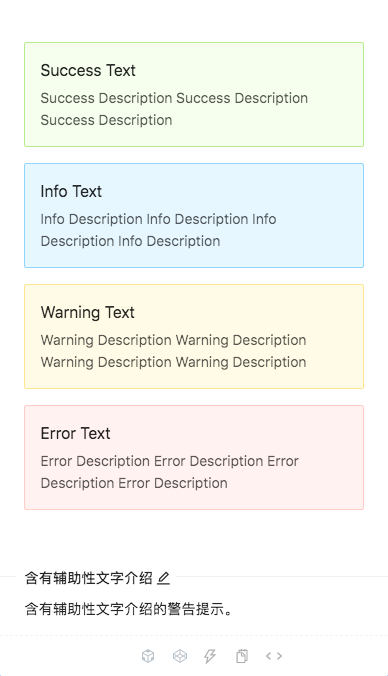 Success Text
Success Description Success Description
Success Description
Info Text
Info Description Info Description Info
Description Info Description
Warning Text
Warning Description Warning Description
Warning Description Warning Description
Error Text
Error Description Error Description Error
Description Error Description
含有辅助性文字介绍
含有辅助性文字介绍的警告提示。